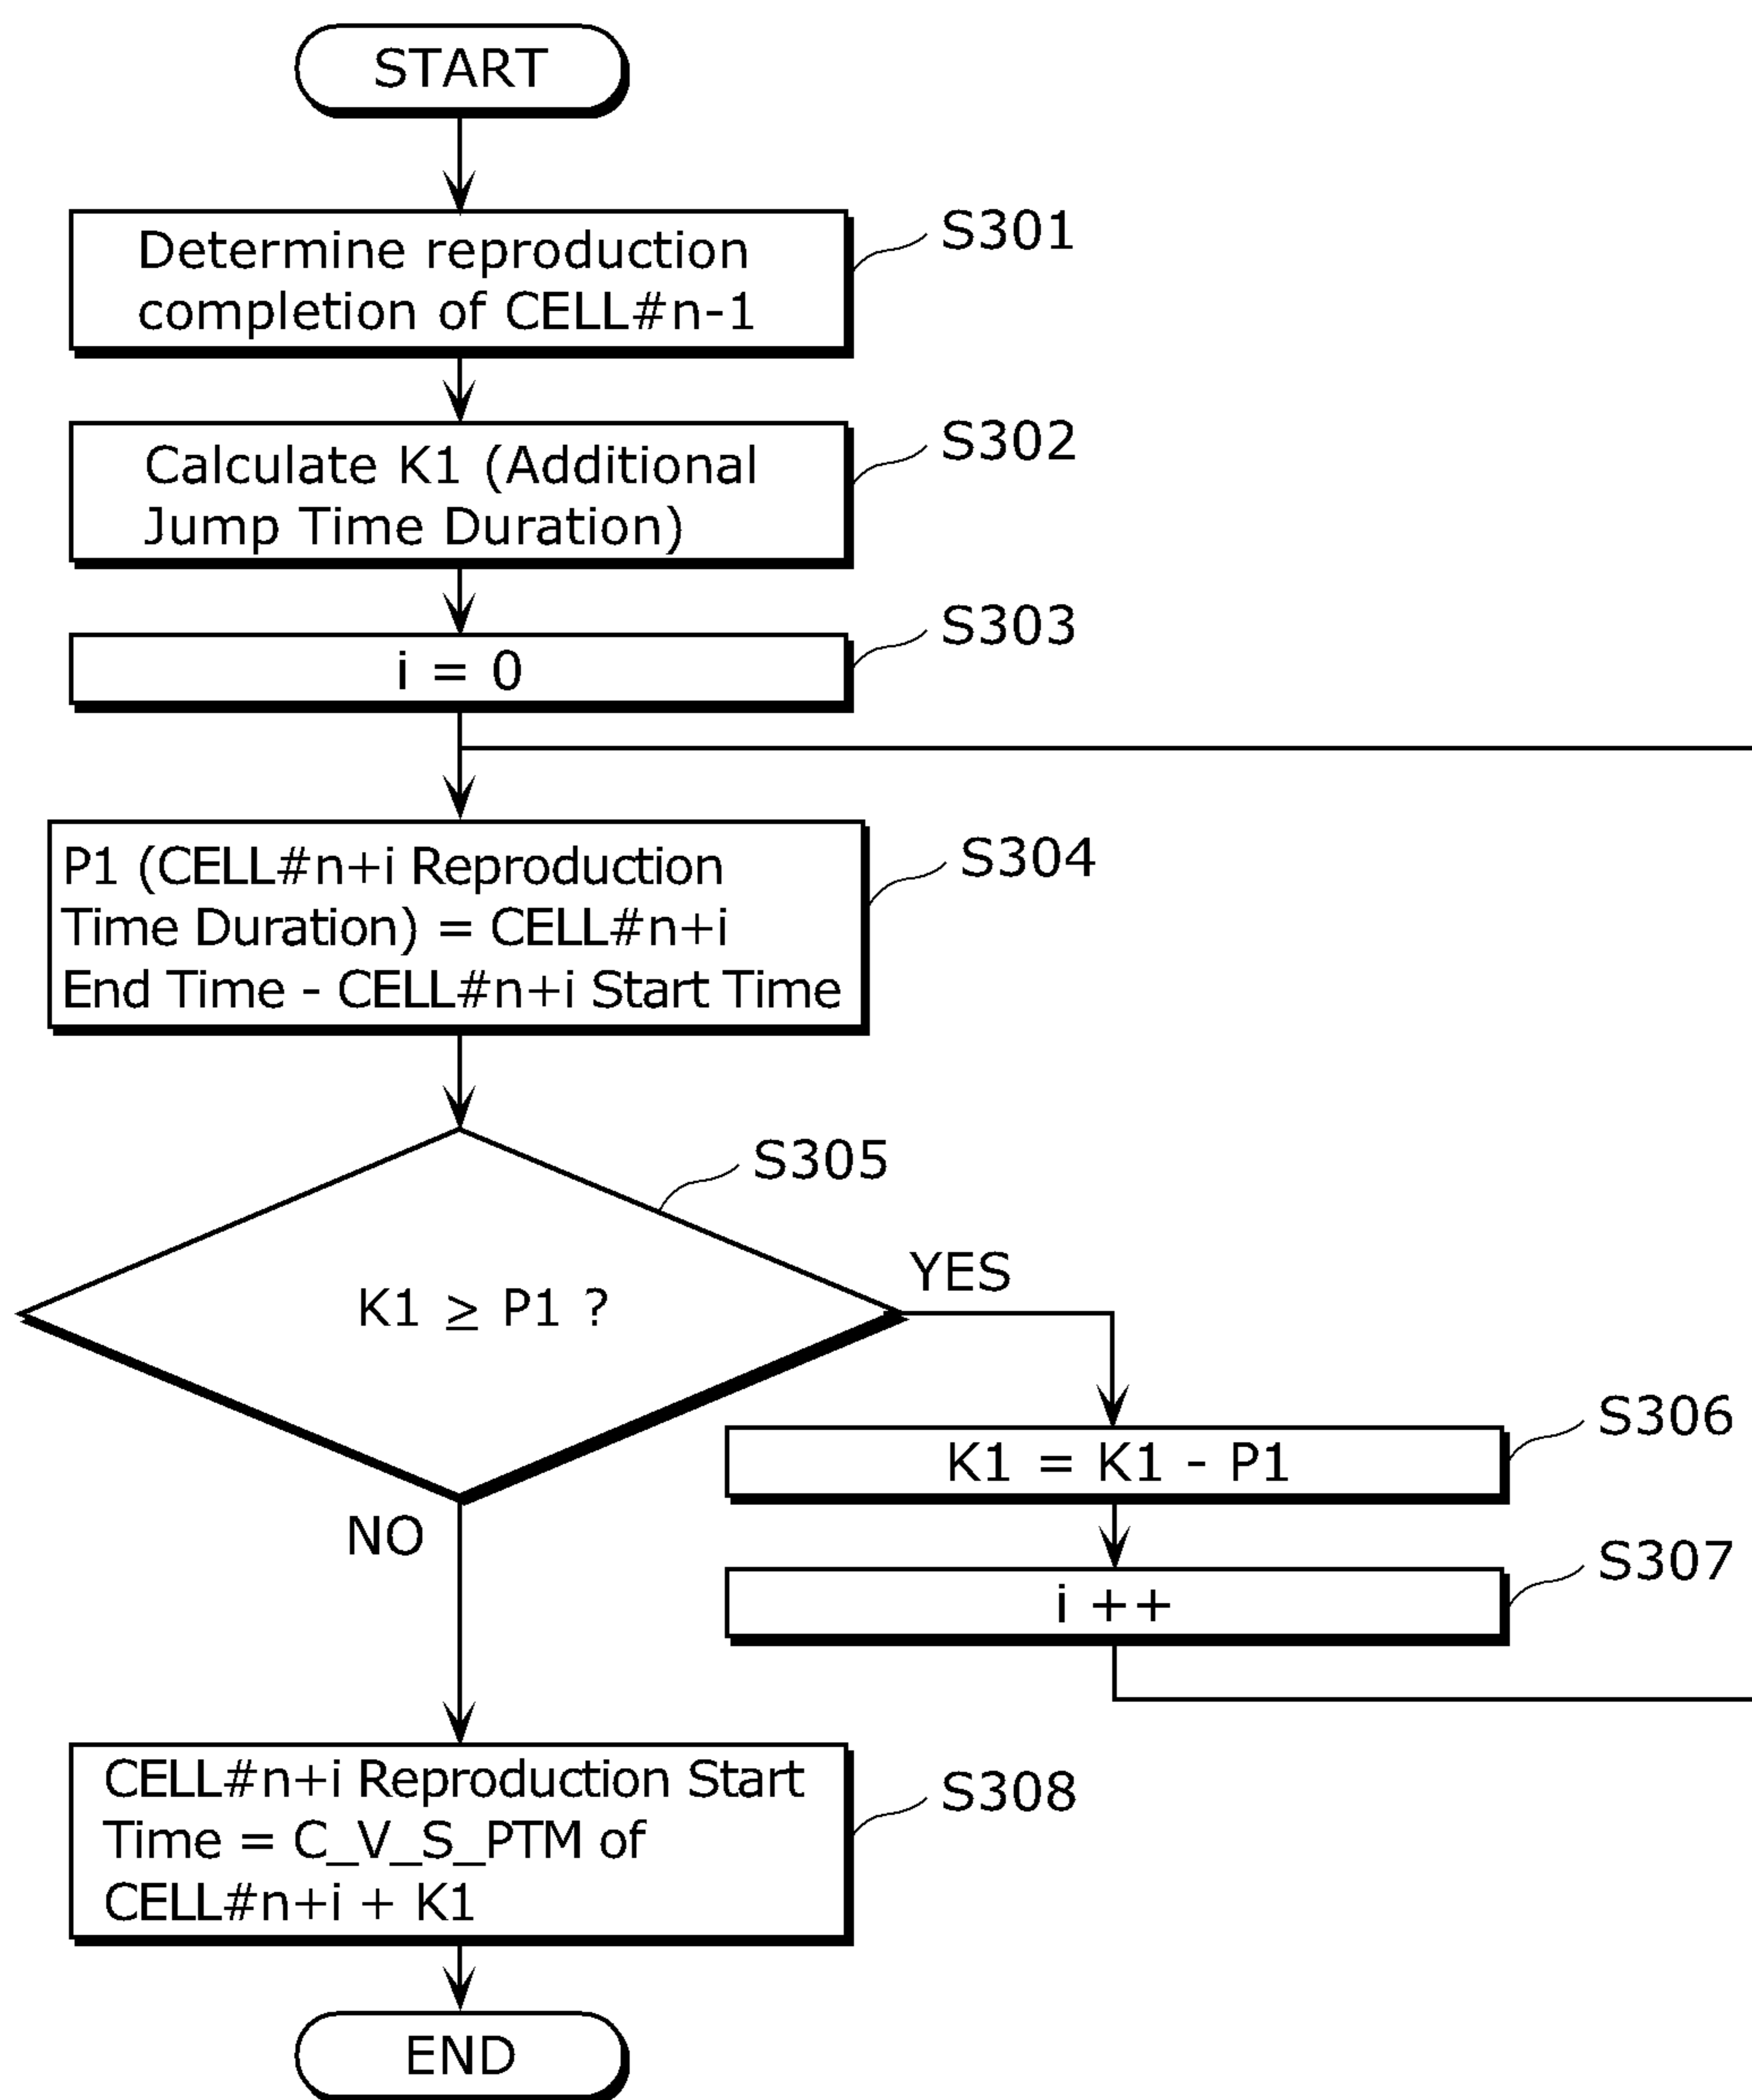 START
Determine reproduction
completion of CELL#n-1
S301
Calculate K1 (Additional
Jump Time Duration)
S302
i = 0
S303
P1 (CELL#n+i Reproduction
Time Duration) = CELL#n+i
End Time - CELL#n+i Start Time
S304
K1 ≥ P1 ?
S305
YES
K1 = K1 - P1
S306
i ++
S307
NO
CELL#n+i Reproduction Start
Time = C_V_S_PTM of
CELL#n+i + K1
S308
END